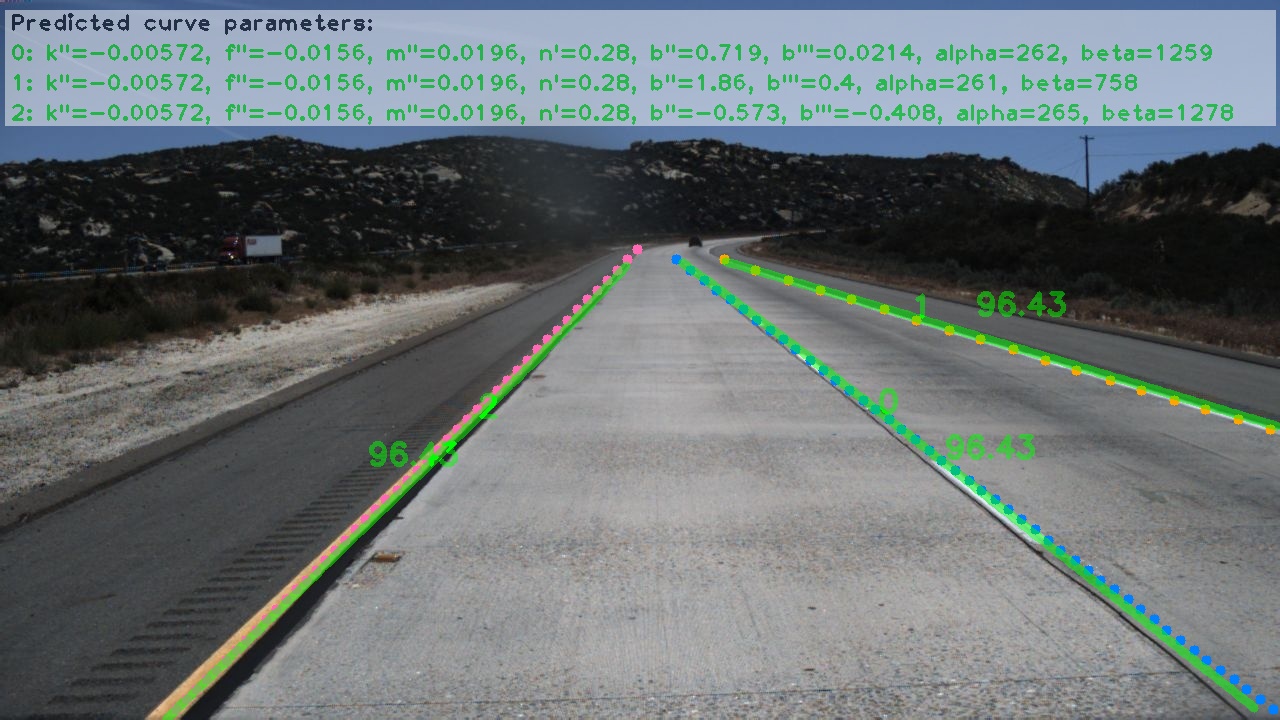 Predicted curve parameters:
0: k''=-0.00572, f''=-0.0156, m''=0.0196, n'=0.28, b''=0.719, b'''=0.0214, alpha=262, beta=1259
1: k''=-0.00572, f''=-0.0156, m''=0.0196, n'=0.28, b''=1.86, b'''=0.4, alpha=261, beta=758
2: k''=-0.00572, f''=-0.0156, m''=0.0196, n'=0.28, b''=-0.573, b'''=-0.408, alpha=265, beta=1278
1 96.43
2 0
96.43 96.43